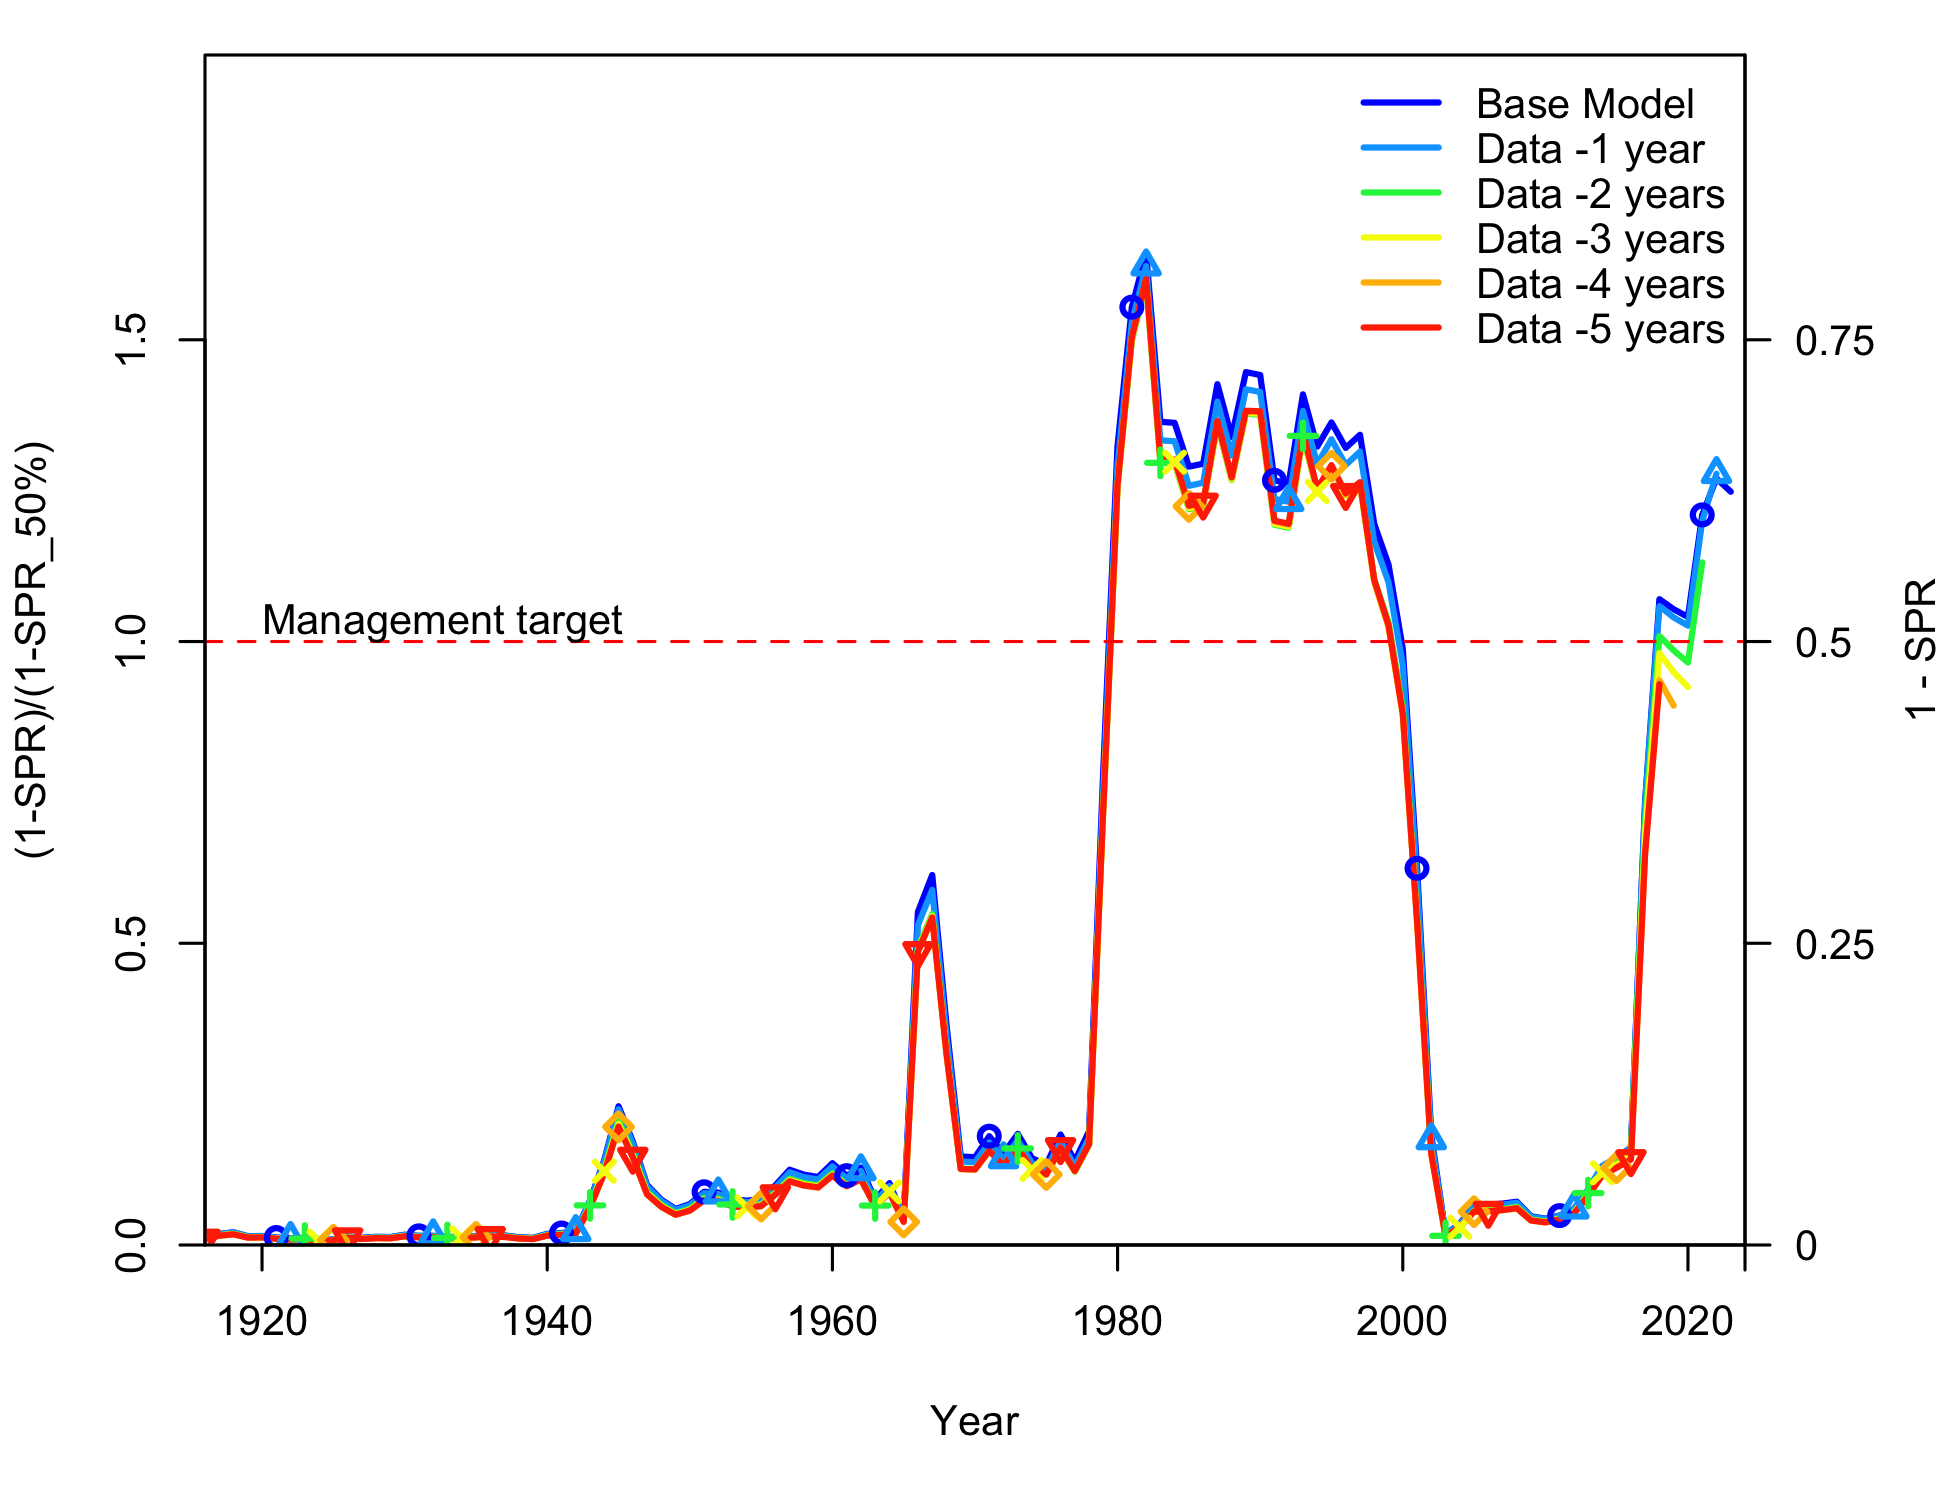 Base Model
Data -1 year
Data -2 years
Data -3 years
Data -4 years
Data -5 years
Management target
(1-SPR)/(1-SPR_50%)
0.0
0.5
1.0
1.5
1 - SPR
0.75
0.5
0.25
0
1920
1940
1960
1980
2000
2020
Year